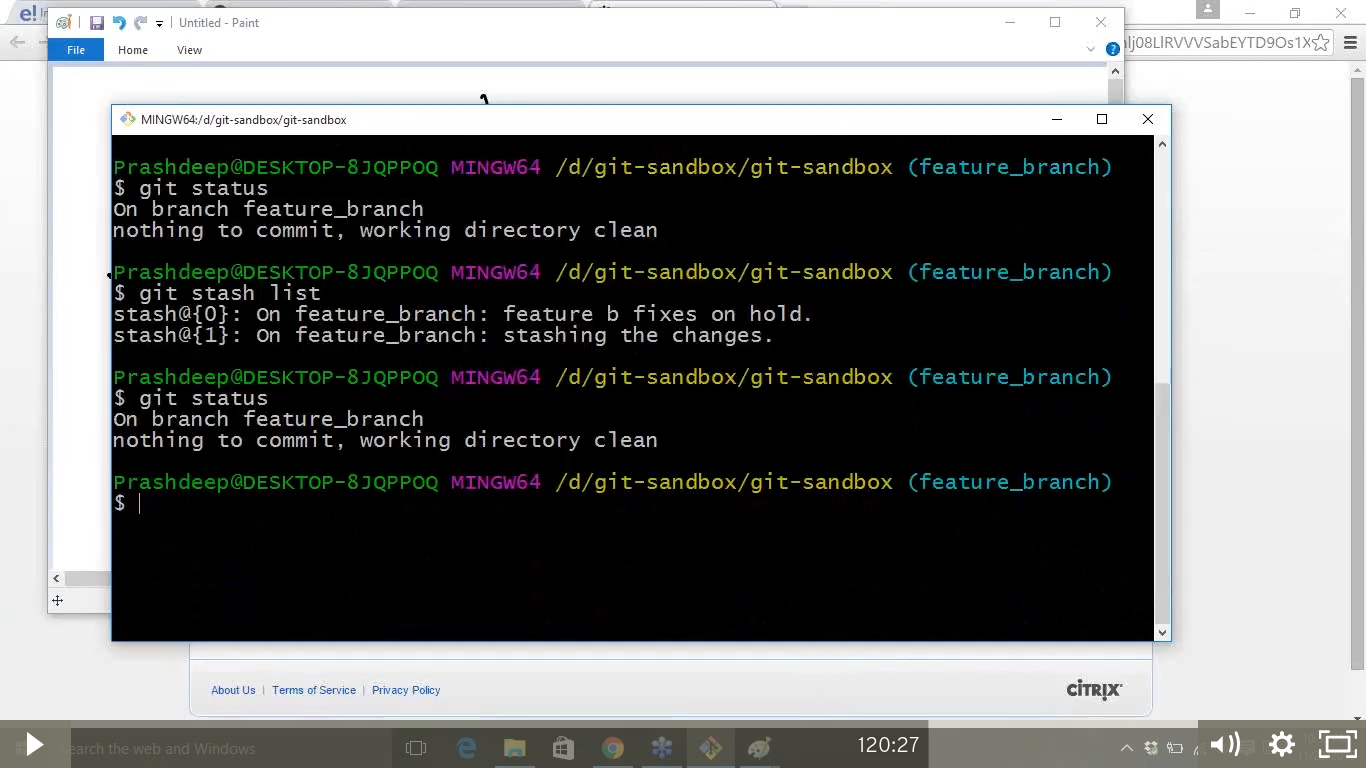 e! In
Untitled - Paint
File Home View
nlj08LlRVVVSabEYTD9Os1X
MINGW64:/d/git-sandbox/git-sandbox
Prashdeep@DESKTOP-8JQPPOQ MINGW64 /d/git-sandbox/git-sandbox (feature_branch)
$ git status
On branch feature_branch
nothing to commit, working directory clean
Prashdeep@DESKTOP-8JQPPOQ MINGW64 /d/git-sandbox/git-sandbox (feature_branch)
$ git stash list
stash@{0}: On feature_branch: feature b fixes on hold.
stash@{1}: On feature_branch: stashing the changes.
Prashdeep@DESKTOP-8JQPPOQ MINGW64 /d/git-sandbox/git-sandbox (feature_branch)
$ git status
On branch feature_branch
nothing to commit, working directory clean
Prashdeep@DESKTOP-8JQPPOQ MINGW64 /d/git-sandbox/git-sandbox (feature_branch)
$
About Us | Terms of Service | Privacy Policy
CITRIX
Search the web and Windows
120:27